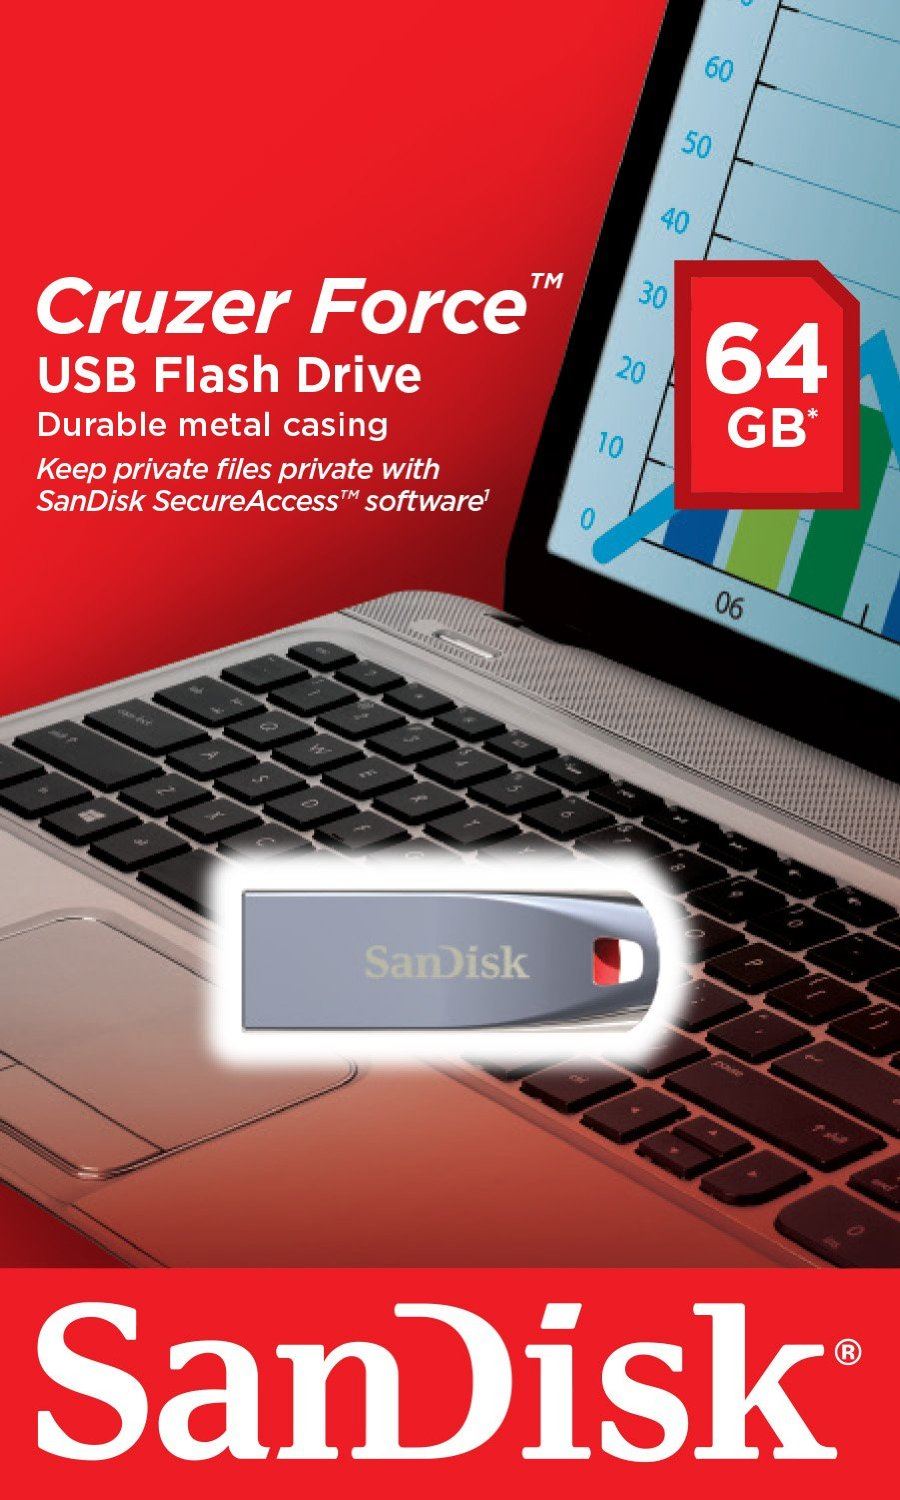 60
50
40
30
20
10
0
06
Cruzer Force™
USB Flash Drive
Durable metal casing
Keep private files private with
SanDisk SecureAccess™ software¹
64
GB*
SanDisk
SanDisk®